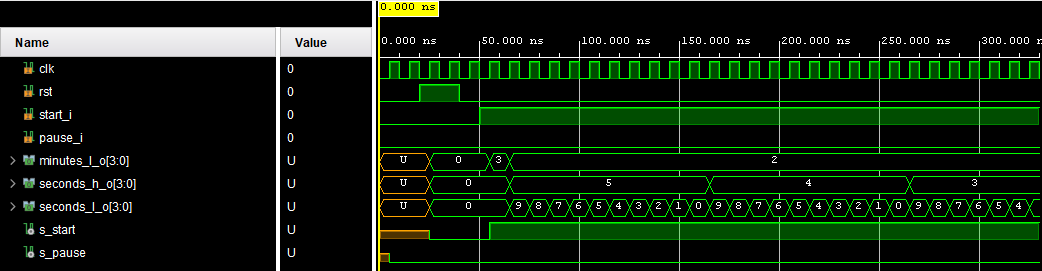 0.000 ns
Name Value
0.000 ns 50.000 ns 100.000 ns 150.000 ns 200.000 ns 250.000 ns 300.000
clk 0
rst 0
start_i 0
pause_i 0
minutes_l_o[3:0] U U 0 3 2
seconds_h_o[3:0] U U 0 5 4 3
seconds_l_o[3:0] U U 0 9 8 7 6 5 4 3 2 1 0 9 8 7 6 5 4 3 2 1 0 9 8 7 6 5 4
s_start U
s_pause U